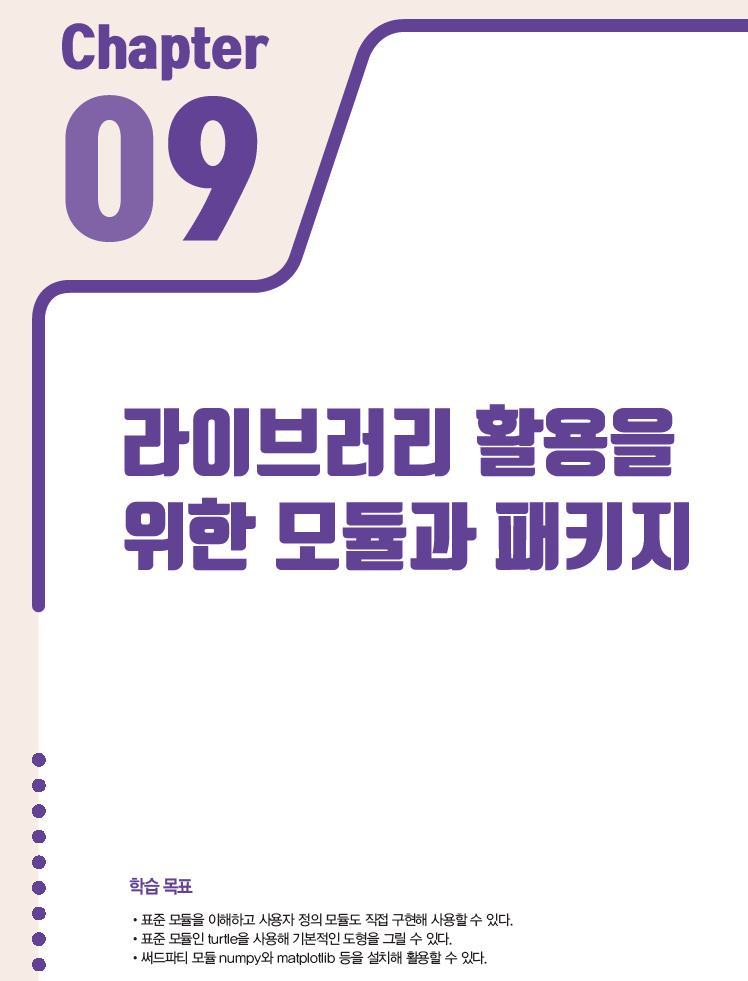 Chapter
09
라이브러리 활용을
위한 모듈과 패키지
학습 목표
• 표준 모듈을 이해하고 사용자 정의 모듈도 직접 구현해 사용할 수 있다.
• 표준 모듈인 turtle을 사용해 기본적인 도형을 그릴 수 있다.
• 써드파티 모듈 numpy와 matplotlib 등을 설치해 활용할 수 있다.